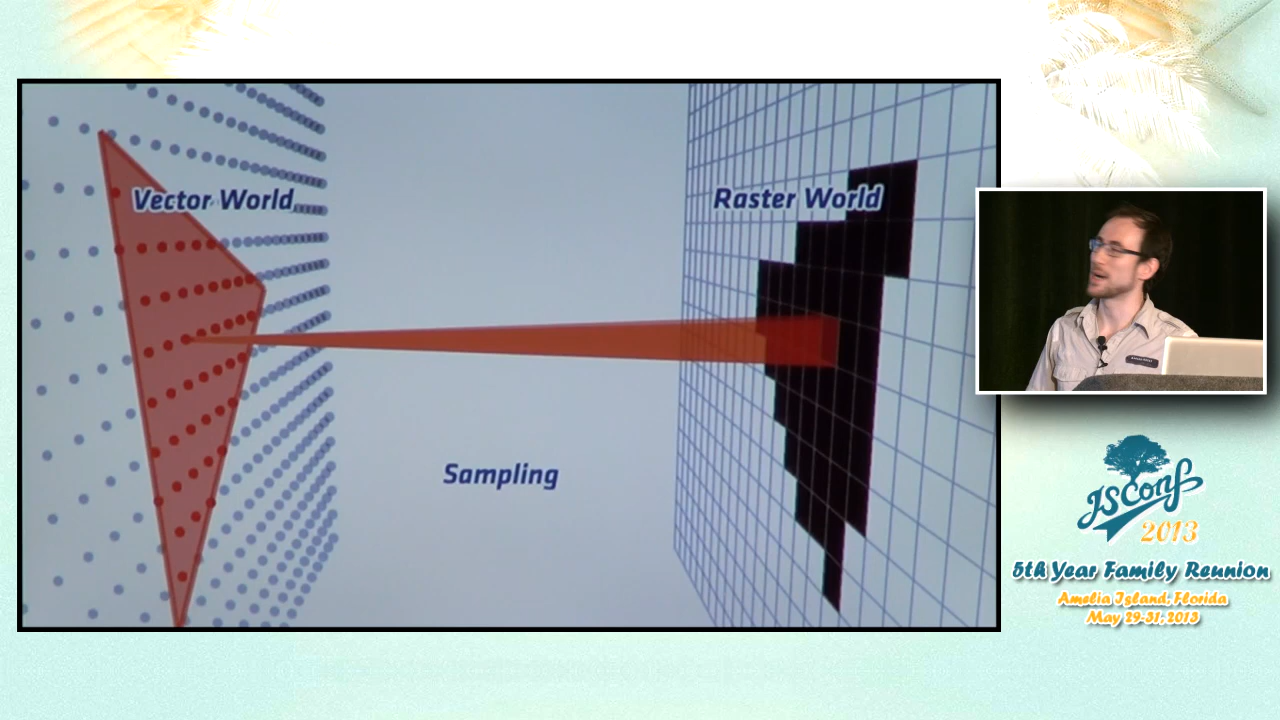 Vector World
Raster World
Sampling
JSConf
2013
5th Year Family Reunion
Amelia Island, Florida
May 29-31, 2013